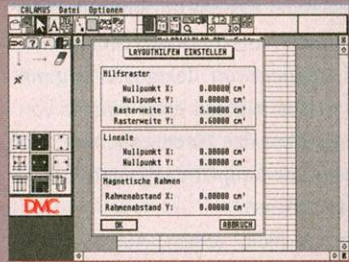 CALAMUS Datei Optionen
LAYOUTHILFEN EINSTELLEN
Hilfsraster
Nullpunkt X: 0.00000 cm'
Nullpunkt Y: 0.00000 cm'
Rasterweite X: 5.00000 cm'
Rasterweite Y: 0.60000 cm'
Lineale
Nullpunkt X: 0.00000 cm'
Nullpunkt Y: 0.00000 cm'
Magnetische Rahmen
Rahmenabstand X: 0.00000 cm'
Rahmenabstand Y: 0.00000 cm'
OK ABBRUCH
DMC